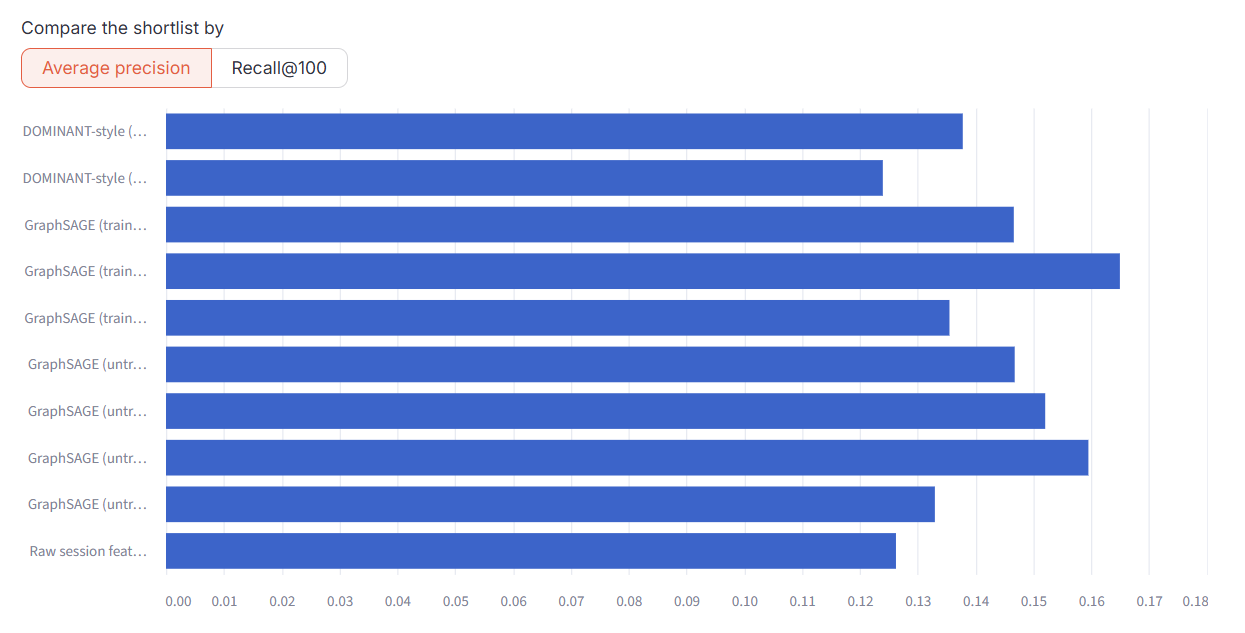 Compare the shortlist by
Average precision Recall@100
DOMINANT-style (…
DOMINANT-style (…
GraphSAGE (train…
GraphSAGE (train…
GraphSAGE (train…
GraphSAGE (untr…
GraphSAGE (untr…
GraphSAGE (untr…
GraphSAGE (untr…
Raw session feat…
0.00 0.01 0.02 0.03 0.04 0.05 0.06 0.07 0.08 0.09 0.10 0.11 0.12 0.13 0.14 0.15 0.16 0.17 0.18